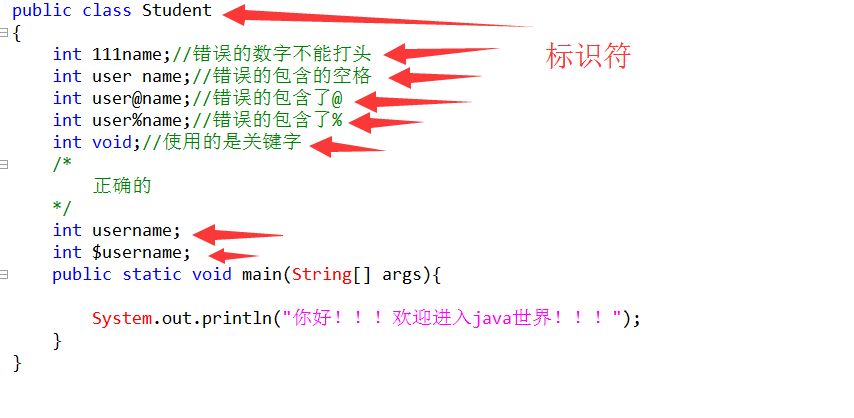 public class Student
{
int 111name;//错误的数字不能打头
标识符
int user name;//错误的包含的空格
int user@name;//错误的包含了@
int user%name;//错误的包含了%
int void;//使用的是关键字
/*
正确的
*/
int username;
int $username;
public static void main(String[] args){
System.out.println("你好！！！欢迎进入java世界！！！");
}
}